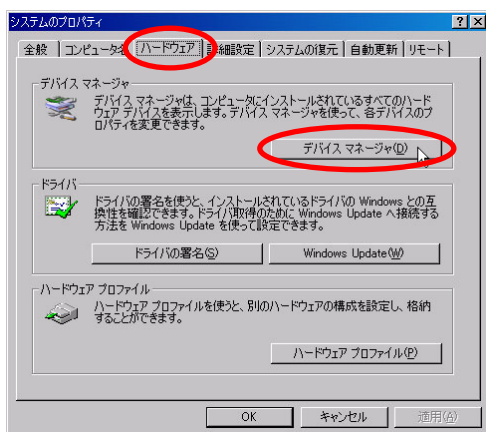 システムのプロパティ
全般 コンピュータ名 ハードウェア 詳細設定 システムの復元 自動更新 リモート
デバイス マネージャ
デバイス マネージャは、コンピュータにインストールされているすべてのハード
ウェア デバイスを表示します。デバイス マネージャを使って、各デバイスのプ
ロパティを変更できます。
デバイス マネージャ(D)
ドライバ
ドライバの署名を使うと、インストールされているドライバの Windows との互
換性を確認できます。ドライバ取得のために Windows Update へ接続する
方法を Windows Update を使って設定できます。
ドライバの署名(S) Windows Update(W)
ハードウェア プロファイル
ハードウェア プロファイルを使うと、別のハードウェアの構成を設定し、格納
することができます。
ハードウェア プロファイル(P)
OK キャンセル 適用(A)